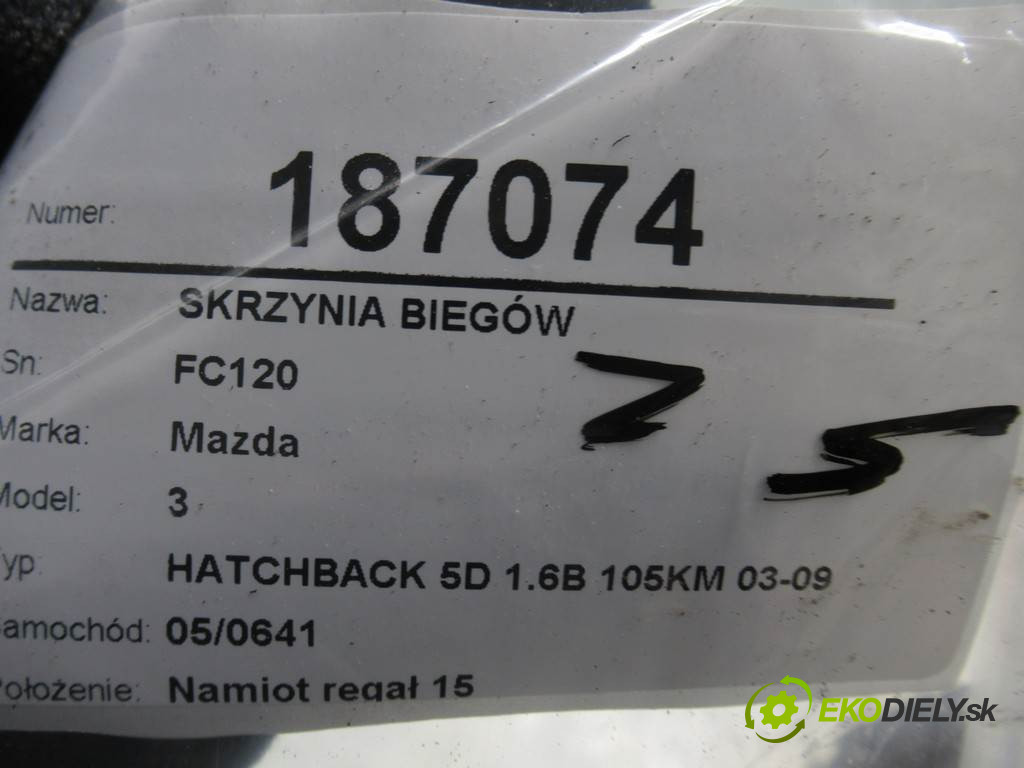 Numer: 187074
Nazwa: SKRZYNIA BIEGÓW
Sn: FC120
Marka: Mazda
Model: 3
Typ: HATCHBACK 5D 1.6B 105KM 03-09
Samochód: 05/0641
Położenie: Namiot regał 15
Z 5
EKODIELY.sk